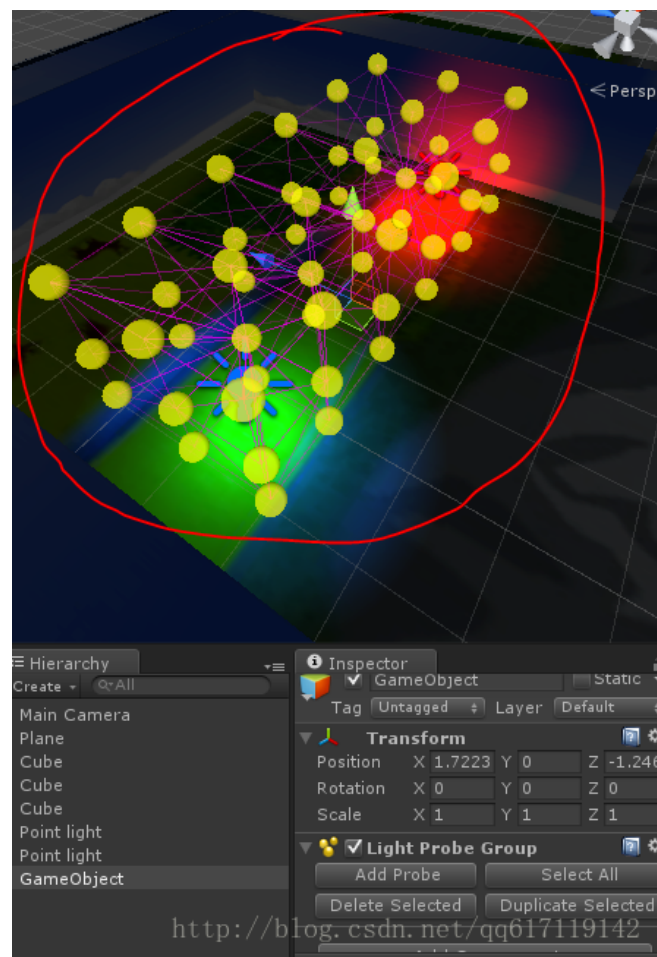 Persp
Hierarchy
Create
All
Main Camera
Plane
Cube
Cube
Cube
Point light
Point light
GameObject
Inspector
GameObject Static
Tag Untagged Layer Default
Transform
Position X 1.7223 Y 0 Z -1.246
Rotation X 0 Y 0 Z 0
Scale X 1 Y 1 Z 1
Light Probe Group
Add Probe Select All
Delete Selected Duplicate Selected
http://blog.csdn.net/qq617119142